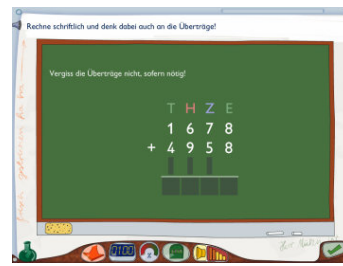 Rechne schriftlich und denk dabei auch an die Überträge!
Vergiss die Überträge nicht, sofern nötig!
T H Z E
1 6 7 8
+ 4 9 5 8